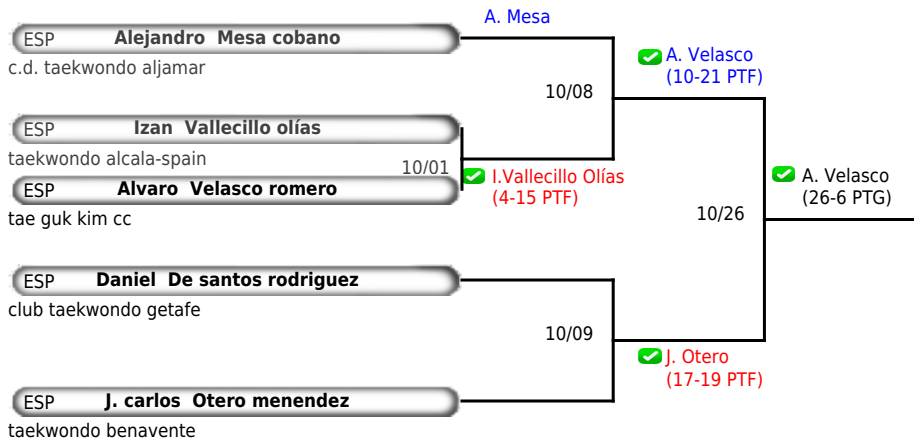 A. Mesa
ESP Alejandro Mesa cobano
c.d. taekwondo aljamar
A. Velasco
(10-21 PTF)
10/08
ESP Izan Vallecillo olías
taekwondo alcala-spain
10/01
I.Vallecillo Olías
(4-15 PTF)
A. Velasco
(26-6 PTG)
ESP Alvaro Velasco romero
tae guk kim cc
10/26
ESP Daniel De santos rodriguez
club taekwondo getafe
10/09
J. Otero
(17-19 PTF)
ESP J. carlos Otero menendez
taekwondo benavente